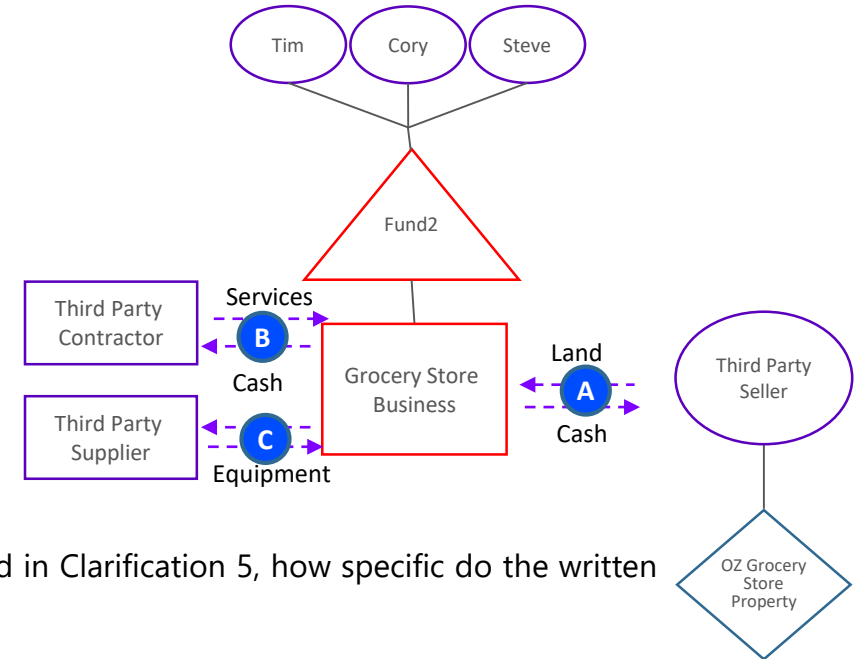 Tim
Cory
Steve
Fund2
Third Party
Contractor
Services
B
Cash
Grocery Store
Business
Land
A
Cash
Third Party
Seller
Third Party
Supplier
C
Equipment
d in Clarification 5, how specific do the written
OZ Grocery
Store
Property